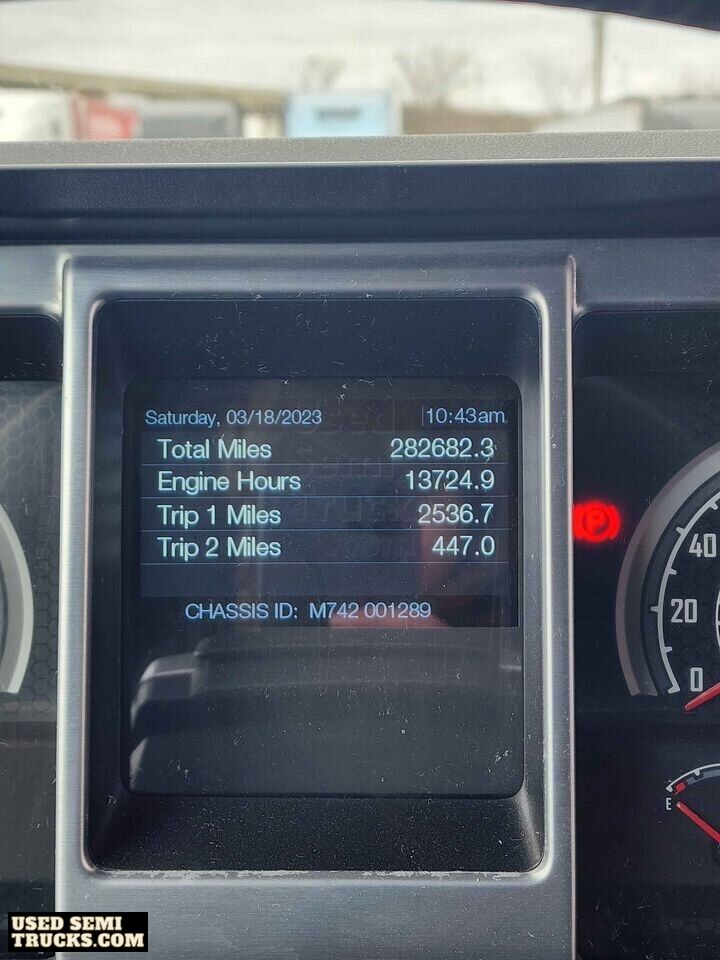 Saturday, 03/18/2023 10:43am
Total Miles 282682.3
Engine Hours 13724.9
Trip 1 Miles 2536.7
Trip 2 Miles 447.0
CHASSIS ID: M742 001289
P
40
20
0
E
USED SEMI
TRUCKS.COM